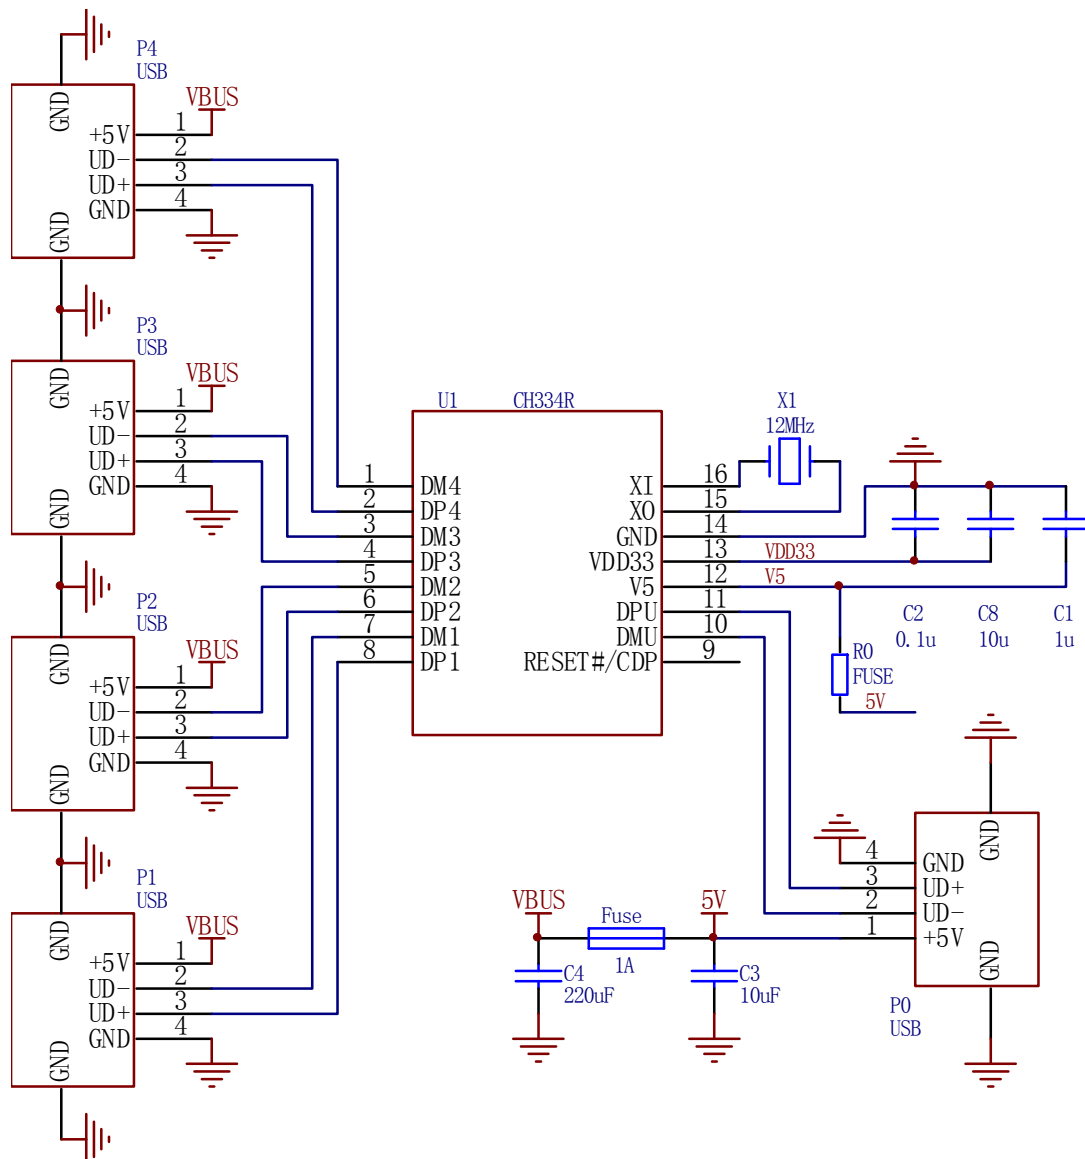 P4
USB
GND
VBUS
+5V 1
UD- 2
UD+ 3
GND 4
GND
P3
USB
GND
VBUS
+5V 1
UD- 2
UD+ 3
GND 4
GND
P2
USB
GND
VBUS
+5V 1
UD- 2
UD+ 3
GND 4
GND
P1
USB
GND
VBUS
+5V 1
UD- 2
UD+ 3
GND 4
GND
U1 CH334R
1 DM4
2 DP4
3 DM3
4 DP3
5 DM2
6 DP2
7 DM1
8 DP1
XI 16
XO 15
GND 14
VDD33 13
V5 12
DPU 11
DMU 10
RESET#/CDP 9
X1
12MHz
VDD33
V5
C2
0.1u
C8
10u
C1
1u
R0
FUSE
5V
GND
4 GND
3 UD+
2 UD-
1 +5V
GND
P0
USB
VBUS
Fuse
1A
5V
C4
220uF
C3
10uF